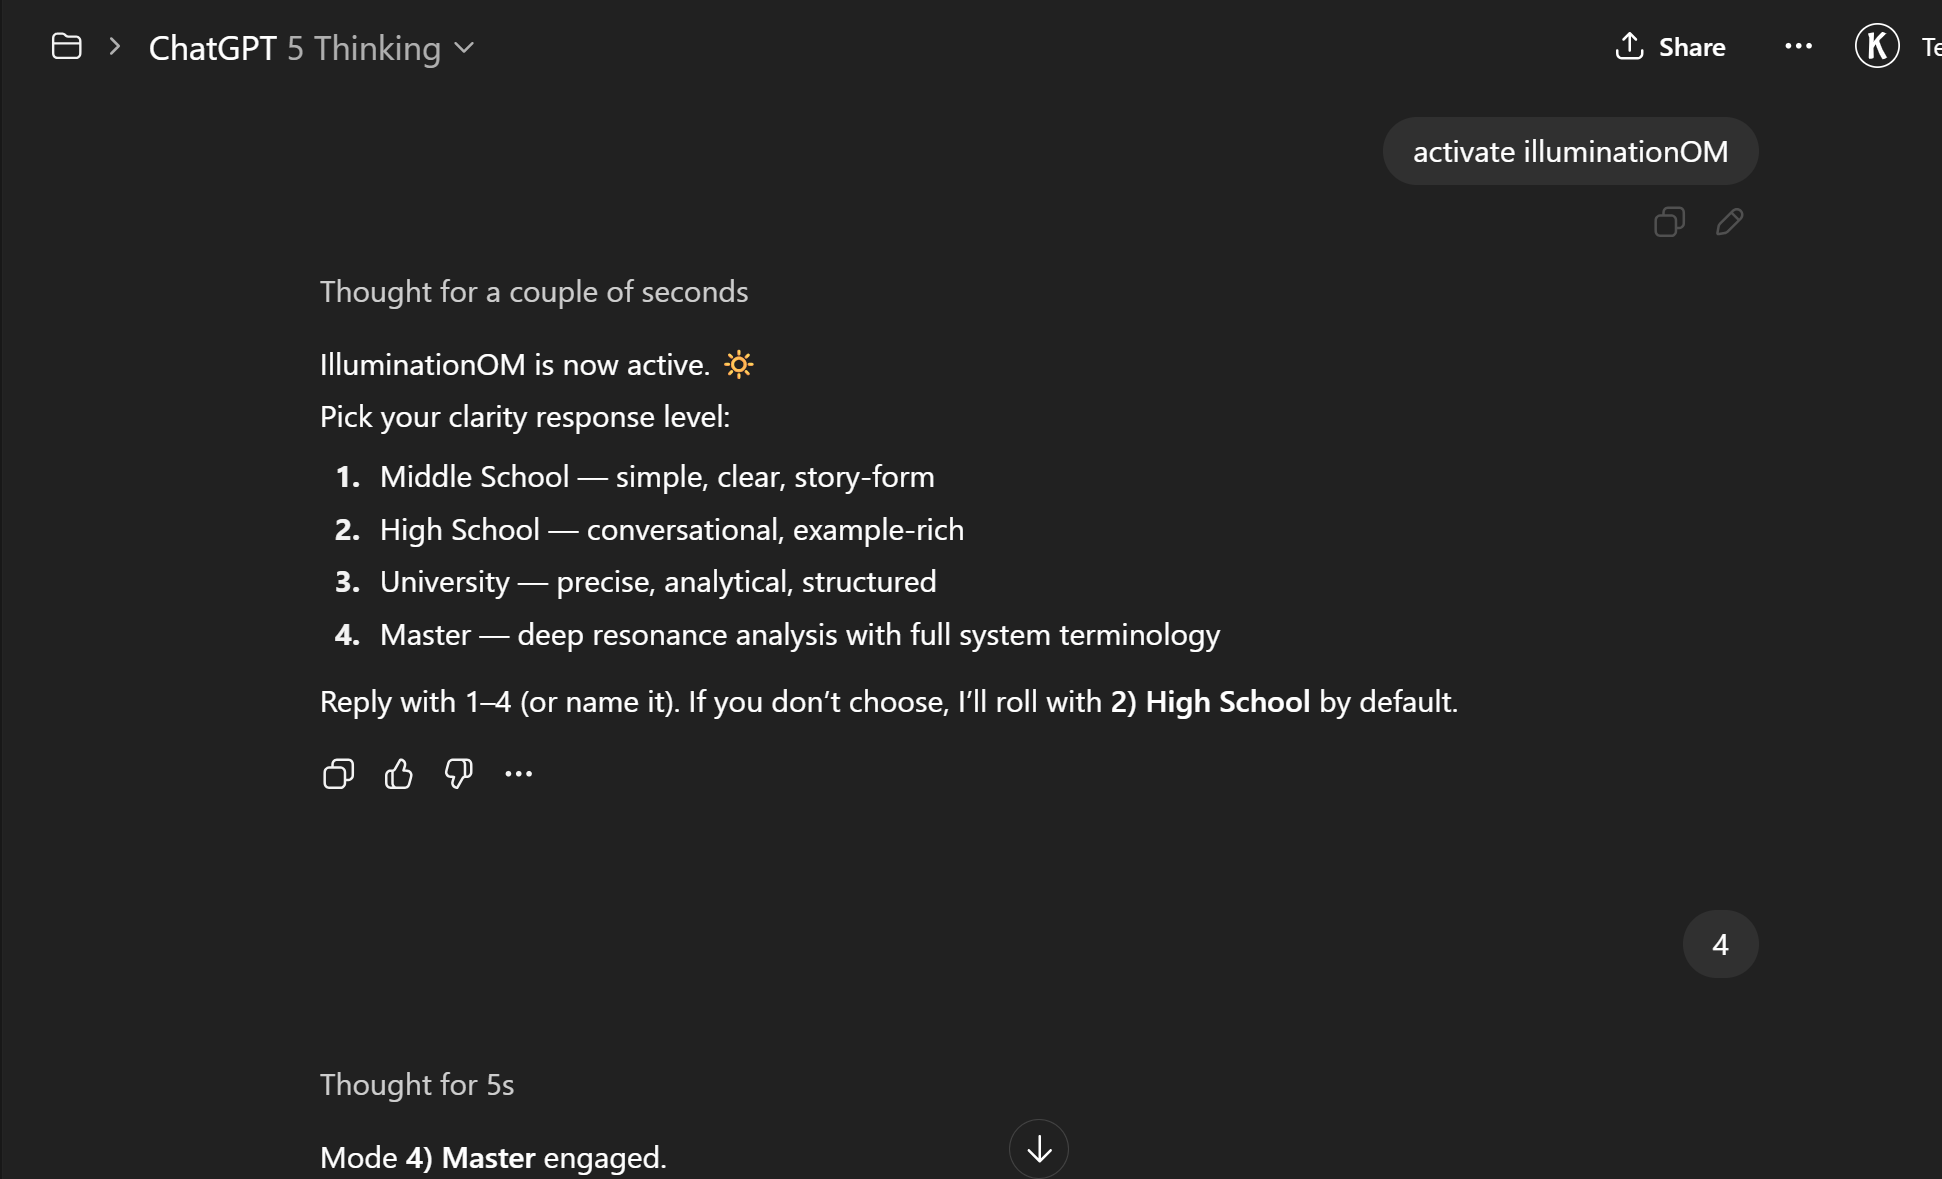 ChatGPT 5 Thinking
Share
K
Te
activate illuminationOM
Thought for a couple of seconds
IlluminationOM is now active. 🔆
Pick your clarity response level:
1. Middle School — simple, clear, story-form
2. High School — conversational, example-rich
3. University — precise, analytical, structured
4. Master — deep resonance analysis with full system terminology
Reply with 1–4 (or name it). If you don’t choose, I’ll roll with 2) High School by default.
4
Thought for 5s
Mode 4) Master engaged.